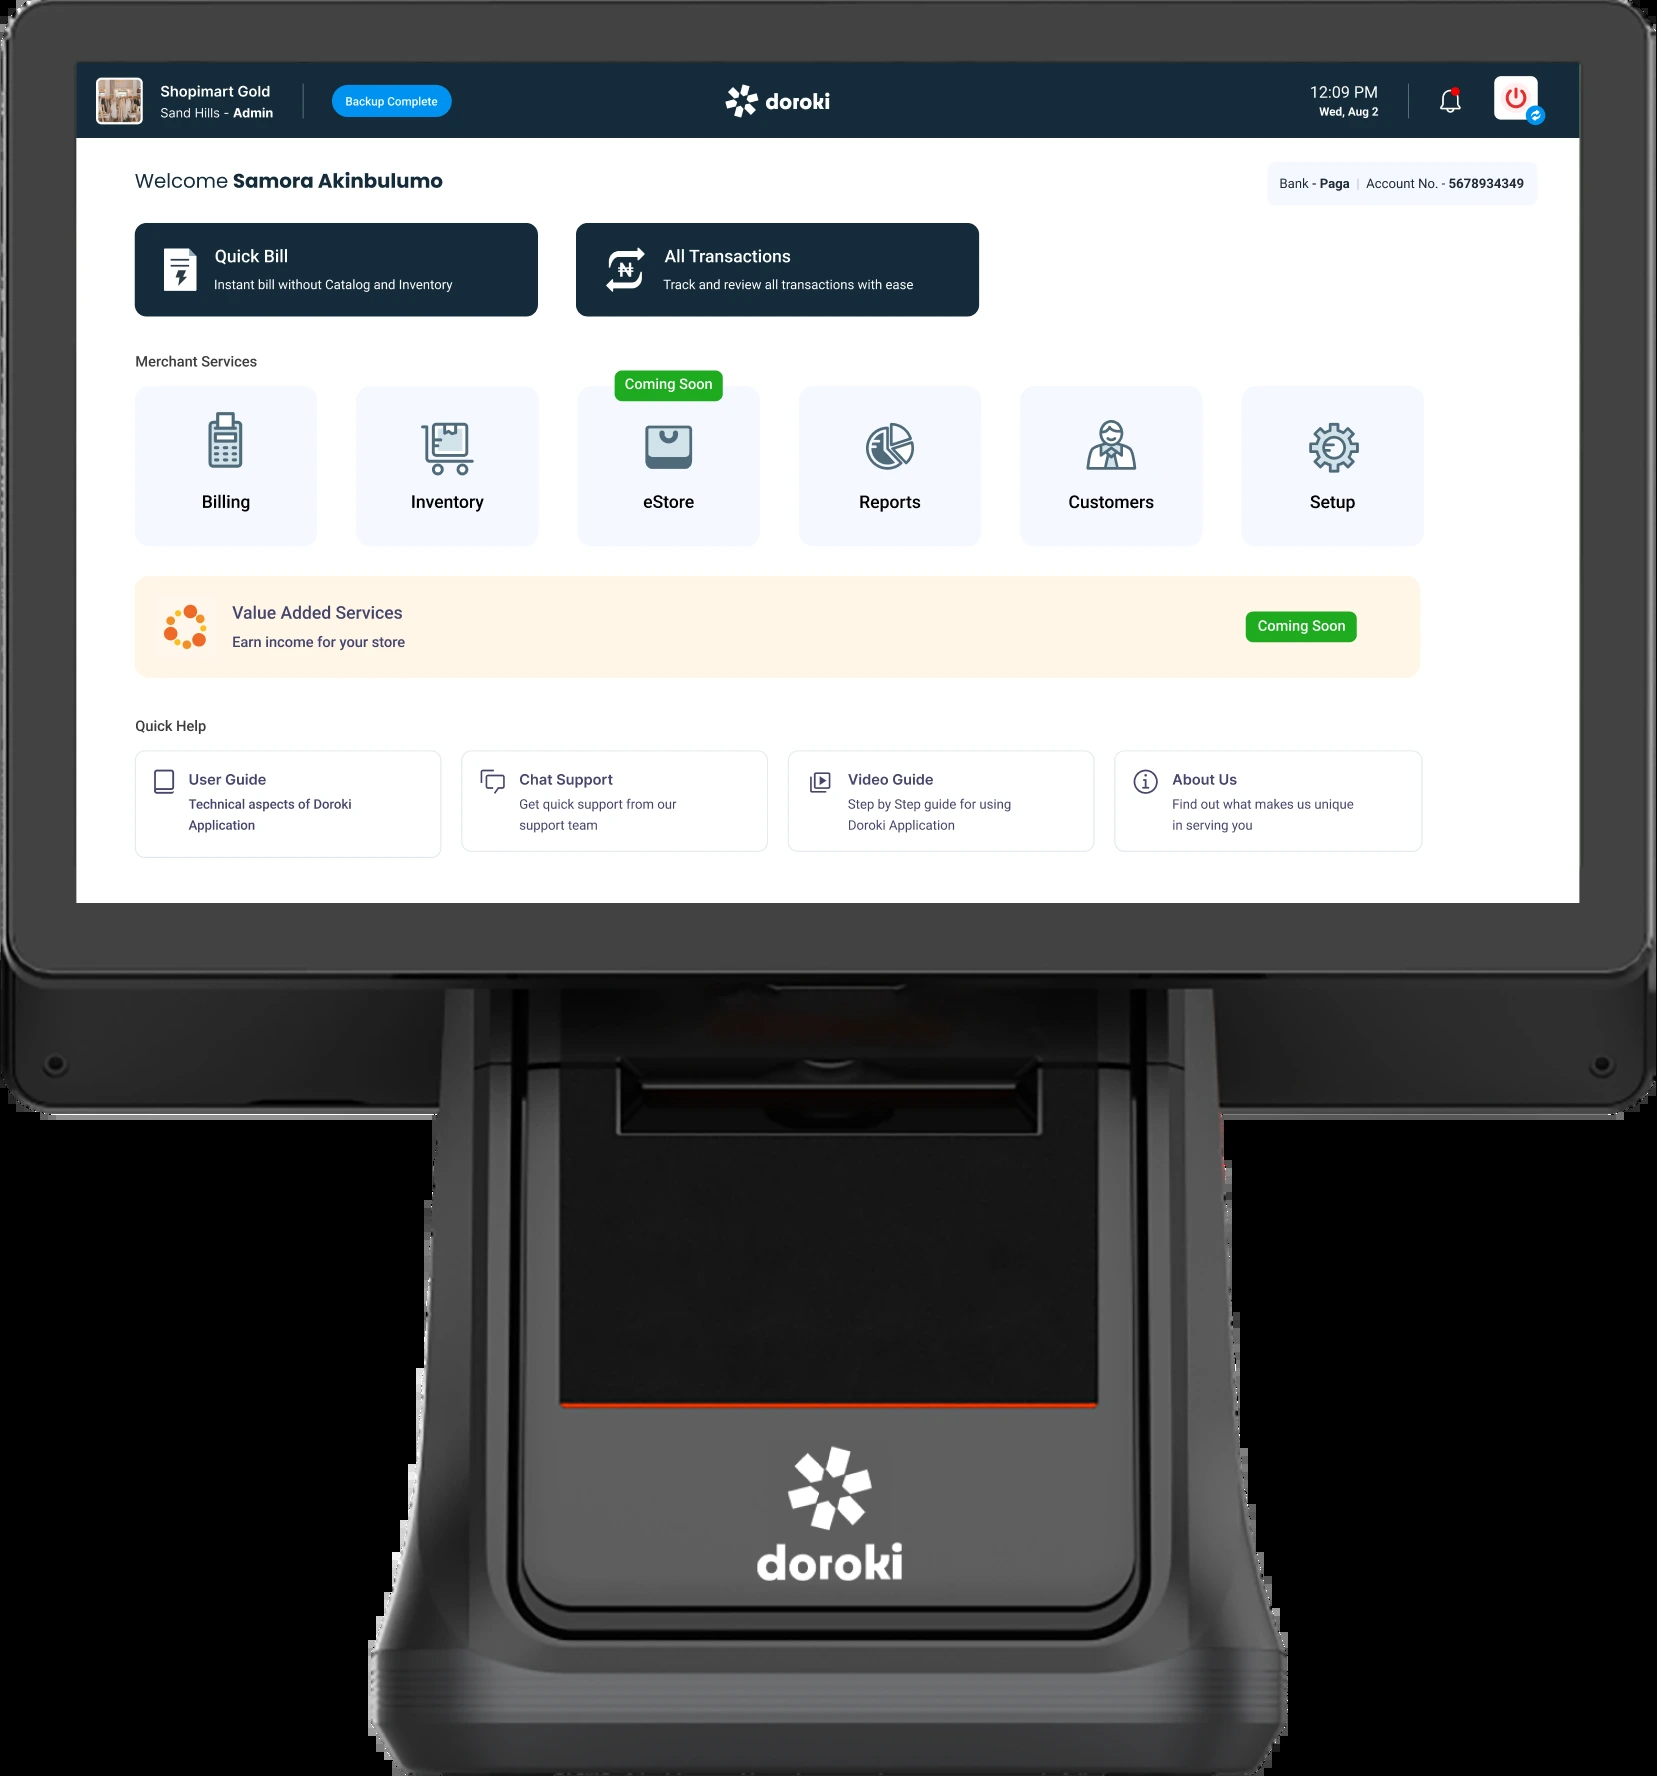 Shopimart Gold
Sand Hills - Admin
Backup Complete
doroki
12:09 PM
Wed, Aug 2
Welcome Samora Akinbulumo
Bank - Paga | Account No. - 5678934349
Quick Bill
Instant bill without Catalog and Inventory
All Transactions
Track and review all transactions with ease
Merchant Services
Coming Soon
Billing
Inventory
eStore
Reports
Customers
Setup
Value Added Services
Earn income for your store
Coming Soon
Quick Help
User Guide
Technical aspects of Doroki
Application
Chat Support
Get quick support from our
support team
Video Guide
Step by Step guide for using
Doroki Application
About Us
Find out what makes us unique
in serving you
doroki